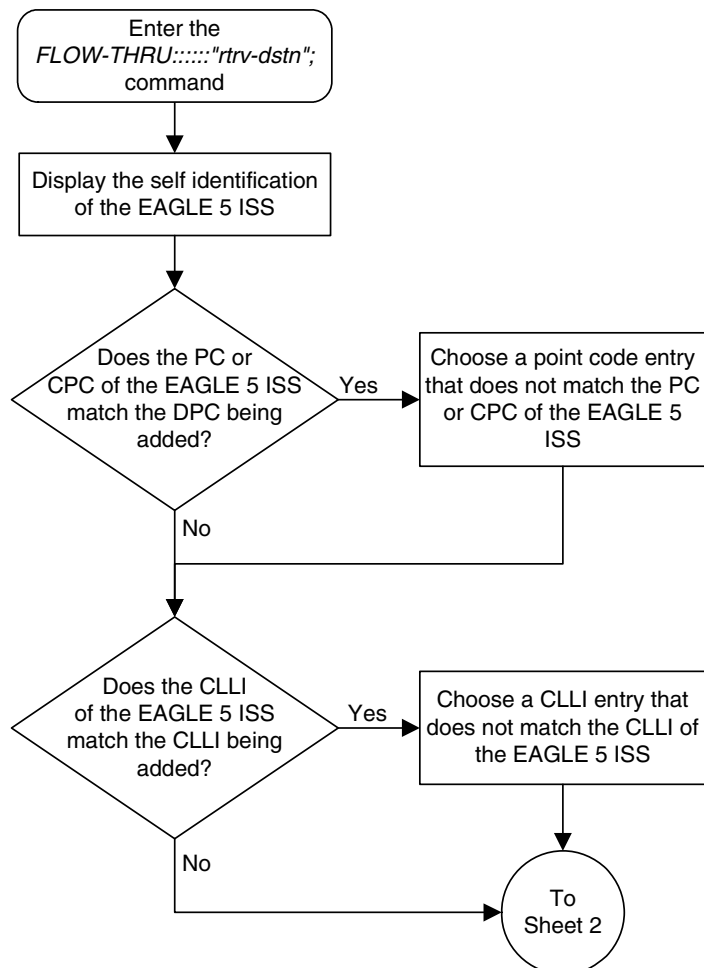 Enter the
FLOW-THRU::::::"rtrv-dstn";
command
Display the self identification
of the EAGLE 5 ISS
Does the PC or
CPC of the EAGLE 5 ISS
match the DPC being
added?
Yes
Choose a point code entry
that does not match the PC
or CPC of the EAGLE 5
ISS
No
Does the CLLI
of the EAGLE 5 ISS
match the CLLI being
added?
Yes
Choose a CLLI entry that
does not match the CLLI of
the EAGLE 5 ISS
No
To
Sheet 2